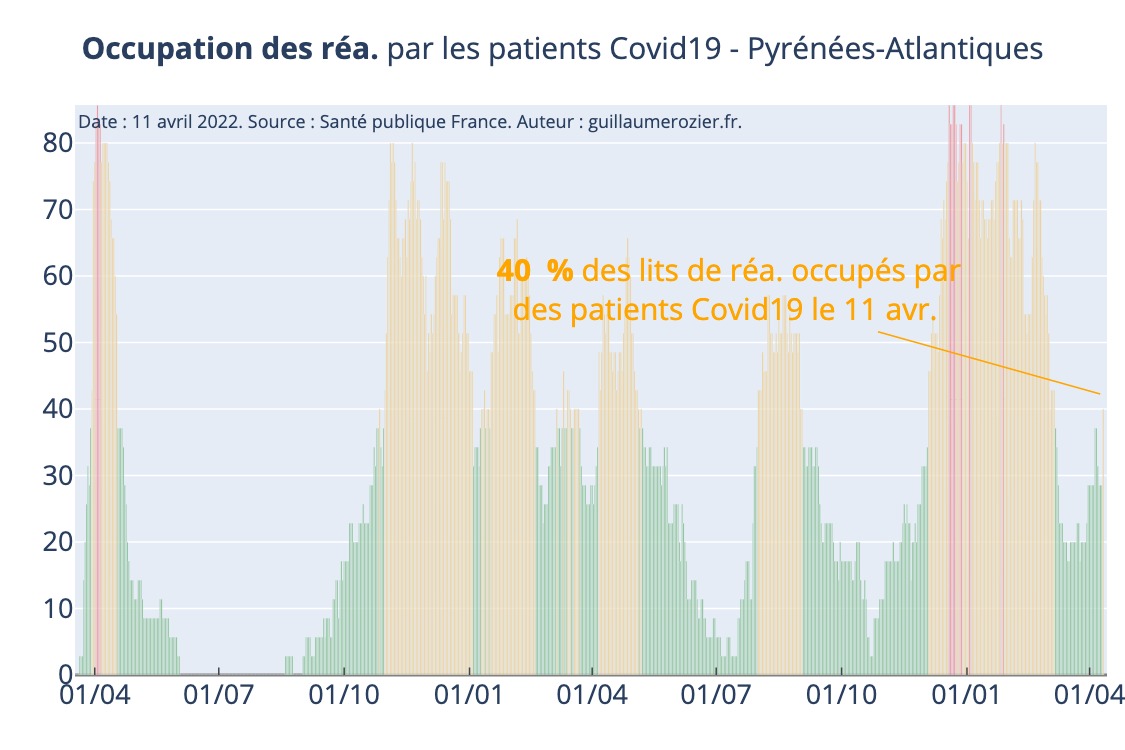 Occupation des réa. par les patients Covid19 - Pyrénées-Atlantiques
Date : 11 avril 2022. Source : Santé publique France. Auteur : guillaumerozier.fr.
80
70
60
50
40
30
20
10
0
40 % des lits de réa. occupés par
des patients Covid19 le 11 avr.
01/04 01/07 01/10 01/01 01/04 01/07 01/10 01/01 01/04